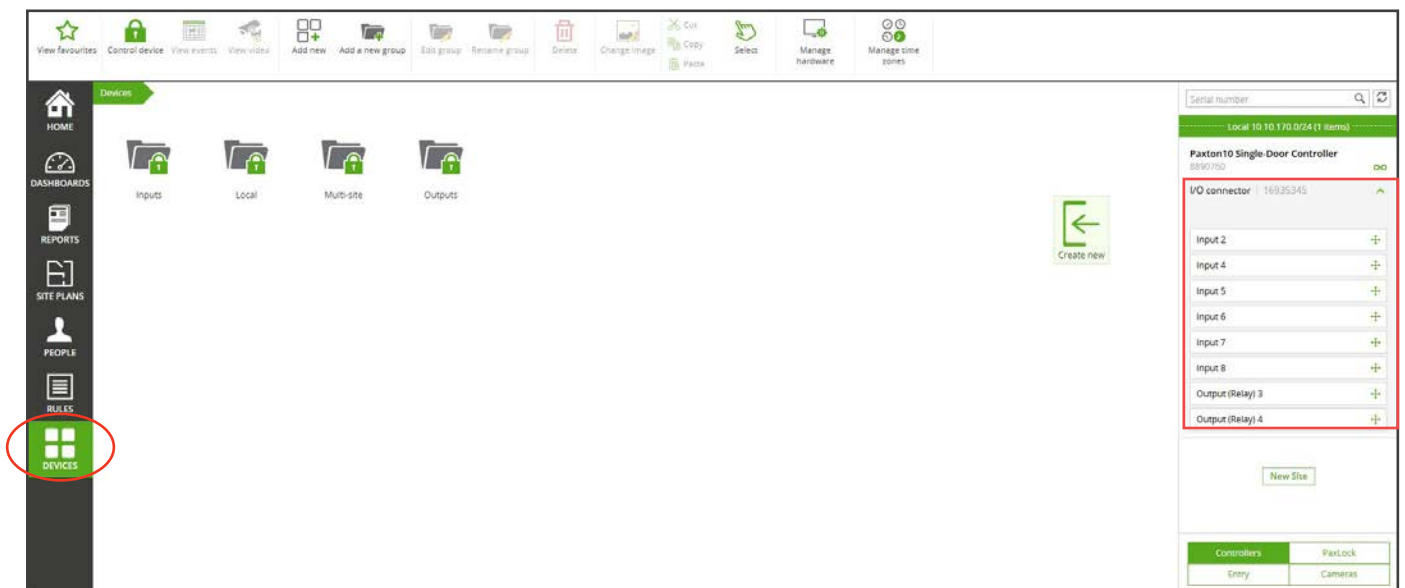 View favourites
Control device
View events
View video
Add new
Add a new group
Edit group
Rename group
Delete
Change image
Cut
Copy
Paste
Select
Manage
hardware
Manage time
zones
HOME
DASHBOARDS
REPORTS
SITE PLANS
PEOPLE
RULES
DEVICES
Devices
Inputs
Local
Multi-site
Outputs
Create new
Serial number
Local 10.10.170.0/24 (1 items)
Paxton10 Single-Door Controller
8890760
I/O connector | 16935345
Input 2
Input 4
Input 5
Input 6
Input 7
Input 8
Output (Relay) 3
Output (Relay) 4
New Site
Controllers
PaxLock
Entry
Cameras